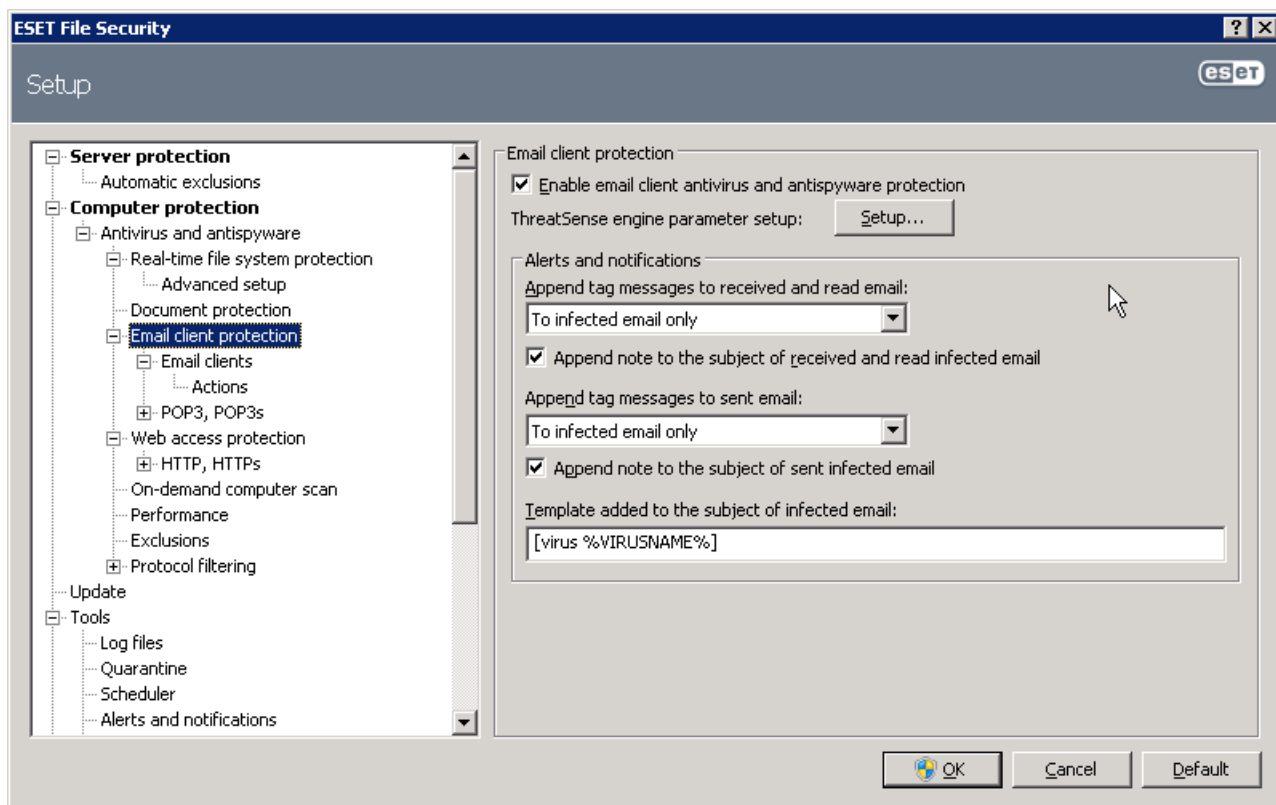 ESET File Security
Setup
eset
Server protection
Automatic exclusions
Computer protection
Antivirus and antispyware
Real-time file system protection
Advanced setup
Document protection
Email client protection
Email clients
Actions
POP3, POP3s
Web access protection
HTTP, HTTPs
On-demand computer scan
Performance
Exclusions
Protocol filtering
Update
Tools
Log files
Quarantine
Scheduler
Alerts and notifications
Email client protection
Enable email client antivirus and antispyware protection
ThreatSense engine parameter setup: Setup...
Alerts and notifications
Append tag messages to received and read email:
To infected email only
Append note to the subject of received and read infected email
Append tag messages to sent email:
To infected email only
Append note to the subject of sent infected email
Template added to the subject of infected email:
[virus %VIRUSNAME%]
OK Cancel Default